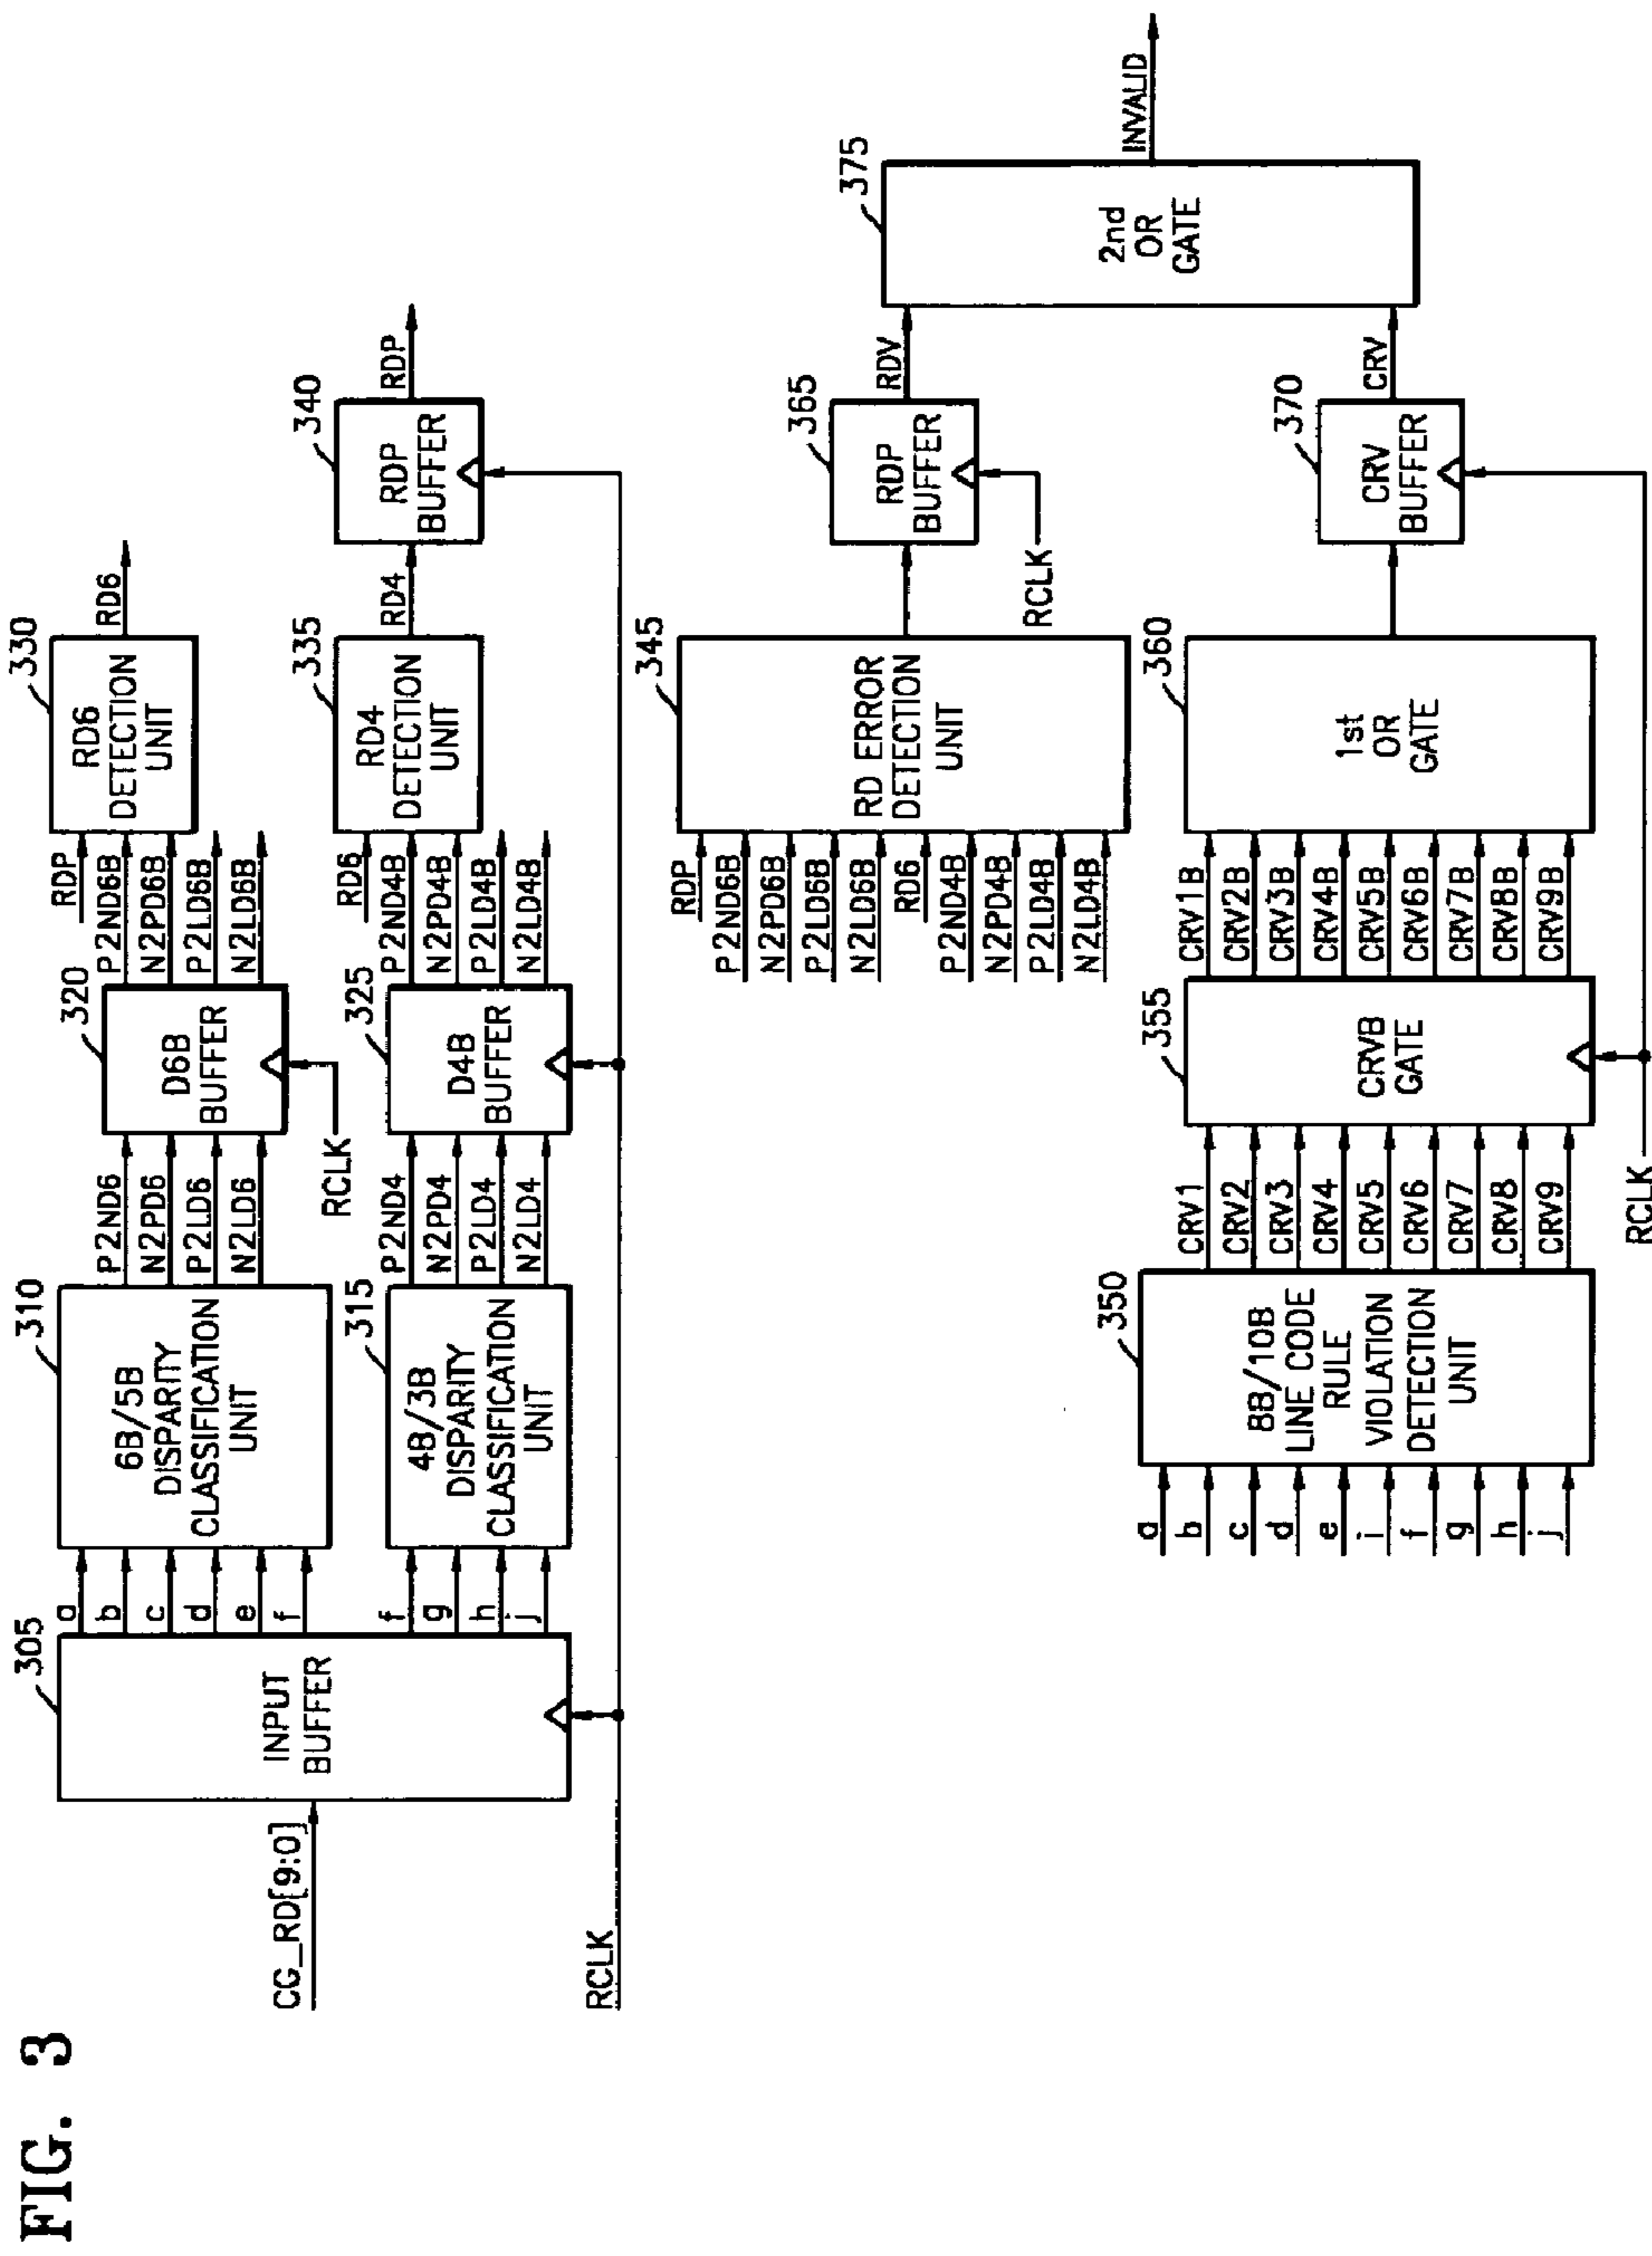 FIG. 3
CG_RD[9:0]
RCLK
305
INPUT
BUFFER
a
b
c
d
e
f
f
g
h
j
310
6B/5B
DISPARITY
CLASSIFICATION
UNIT
315
4B/3B
DISPARITY
CLASSIFICATION
UNIT
P2ND6
N2PD6
P2LD6
N2LD6
RCLK
P2ND4
N2PD4
P2LD4
N2LD4
320
D6B
BUFFER
325
D4B
BUFFER
RDP
P2ND6B
N2PD6B
P2LD6B
N2LD6B
RD6
P2ND4B
N2PD4B
P2LD4B
N2LD4B
330
RD6
DETECTION
UNIT
RD6
335
RD4
DETECTION
UNIT
RD4
340
RDP
BUFFER
RDP
RDP
P2ND6B
N2PD6B
P2LD6B
N2LD6B
RD6
P2ND4B
N2PD4B
P2LD4B
N2LD4B
345
RD ERROR
DETECTION
UNIT
RCLK
365
RDP
BUFFER
RDV
a
b
c
d
e
i
f
g
h
j
350
8B/10B
LINE CODE
RULE
VIOLATION
DETECTION
UNIT
CRV1
CRV2
CRV3
CRV4
CRV5
CRV6
CRV7
CRV8
CRV9
RCLK
355
CRVB
GATE
CRV1B
CRV2B
CRV3B
CRV4B
CRV5B
CRV6B
CRV7B
CRV8B
CRV9B
360
1st
OR
GATE
370
CRV
BUFFER
CRV
375
2nd
OR
GATE
INVALID